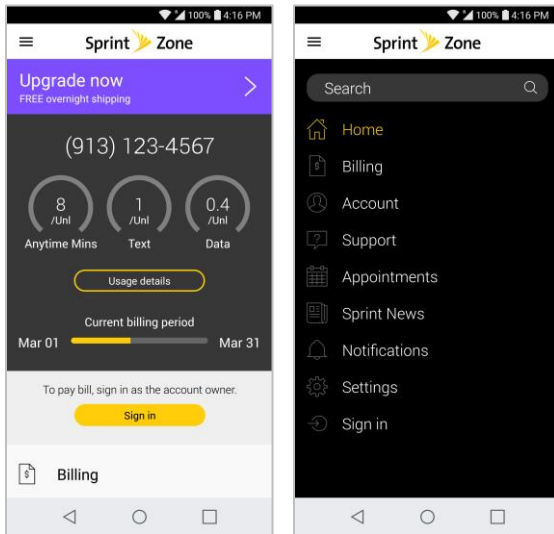 100% 4:16 PM
Sprint Zone
Upgrade now
FREE overnight shipping
(913) 123-4567
8 1 0.4
/Unl /Unl /Unl
Anytime Mins Text Data
Usage details
Current billing period
Mar 01 Mar 31
To pay bill, sign in as the account owner.
Sign in
$ Billing
100% 4:16 PM
Sprint Zone
Search
Home
$ Billing
Account
? Support
Appointments
Sprint News
Notifications
Settings
Sign in